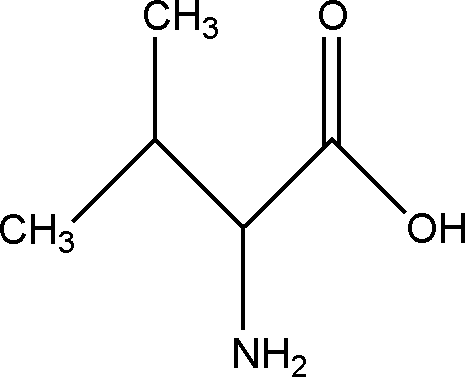 CH₃ O
CH₃ OH
NH₂